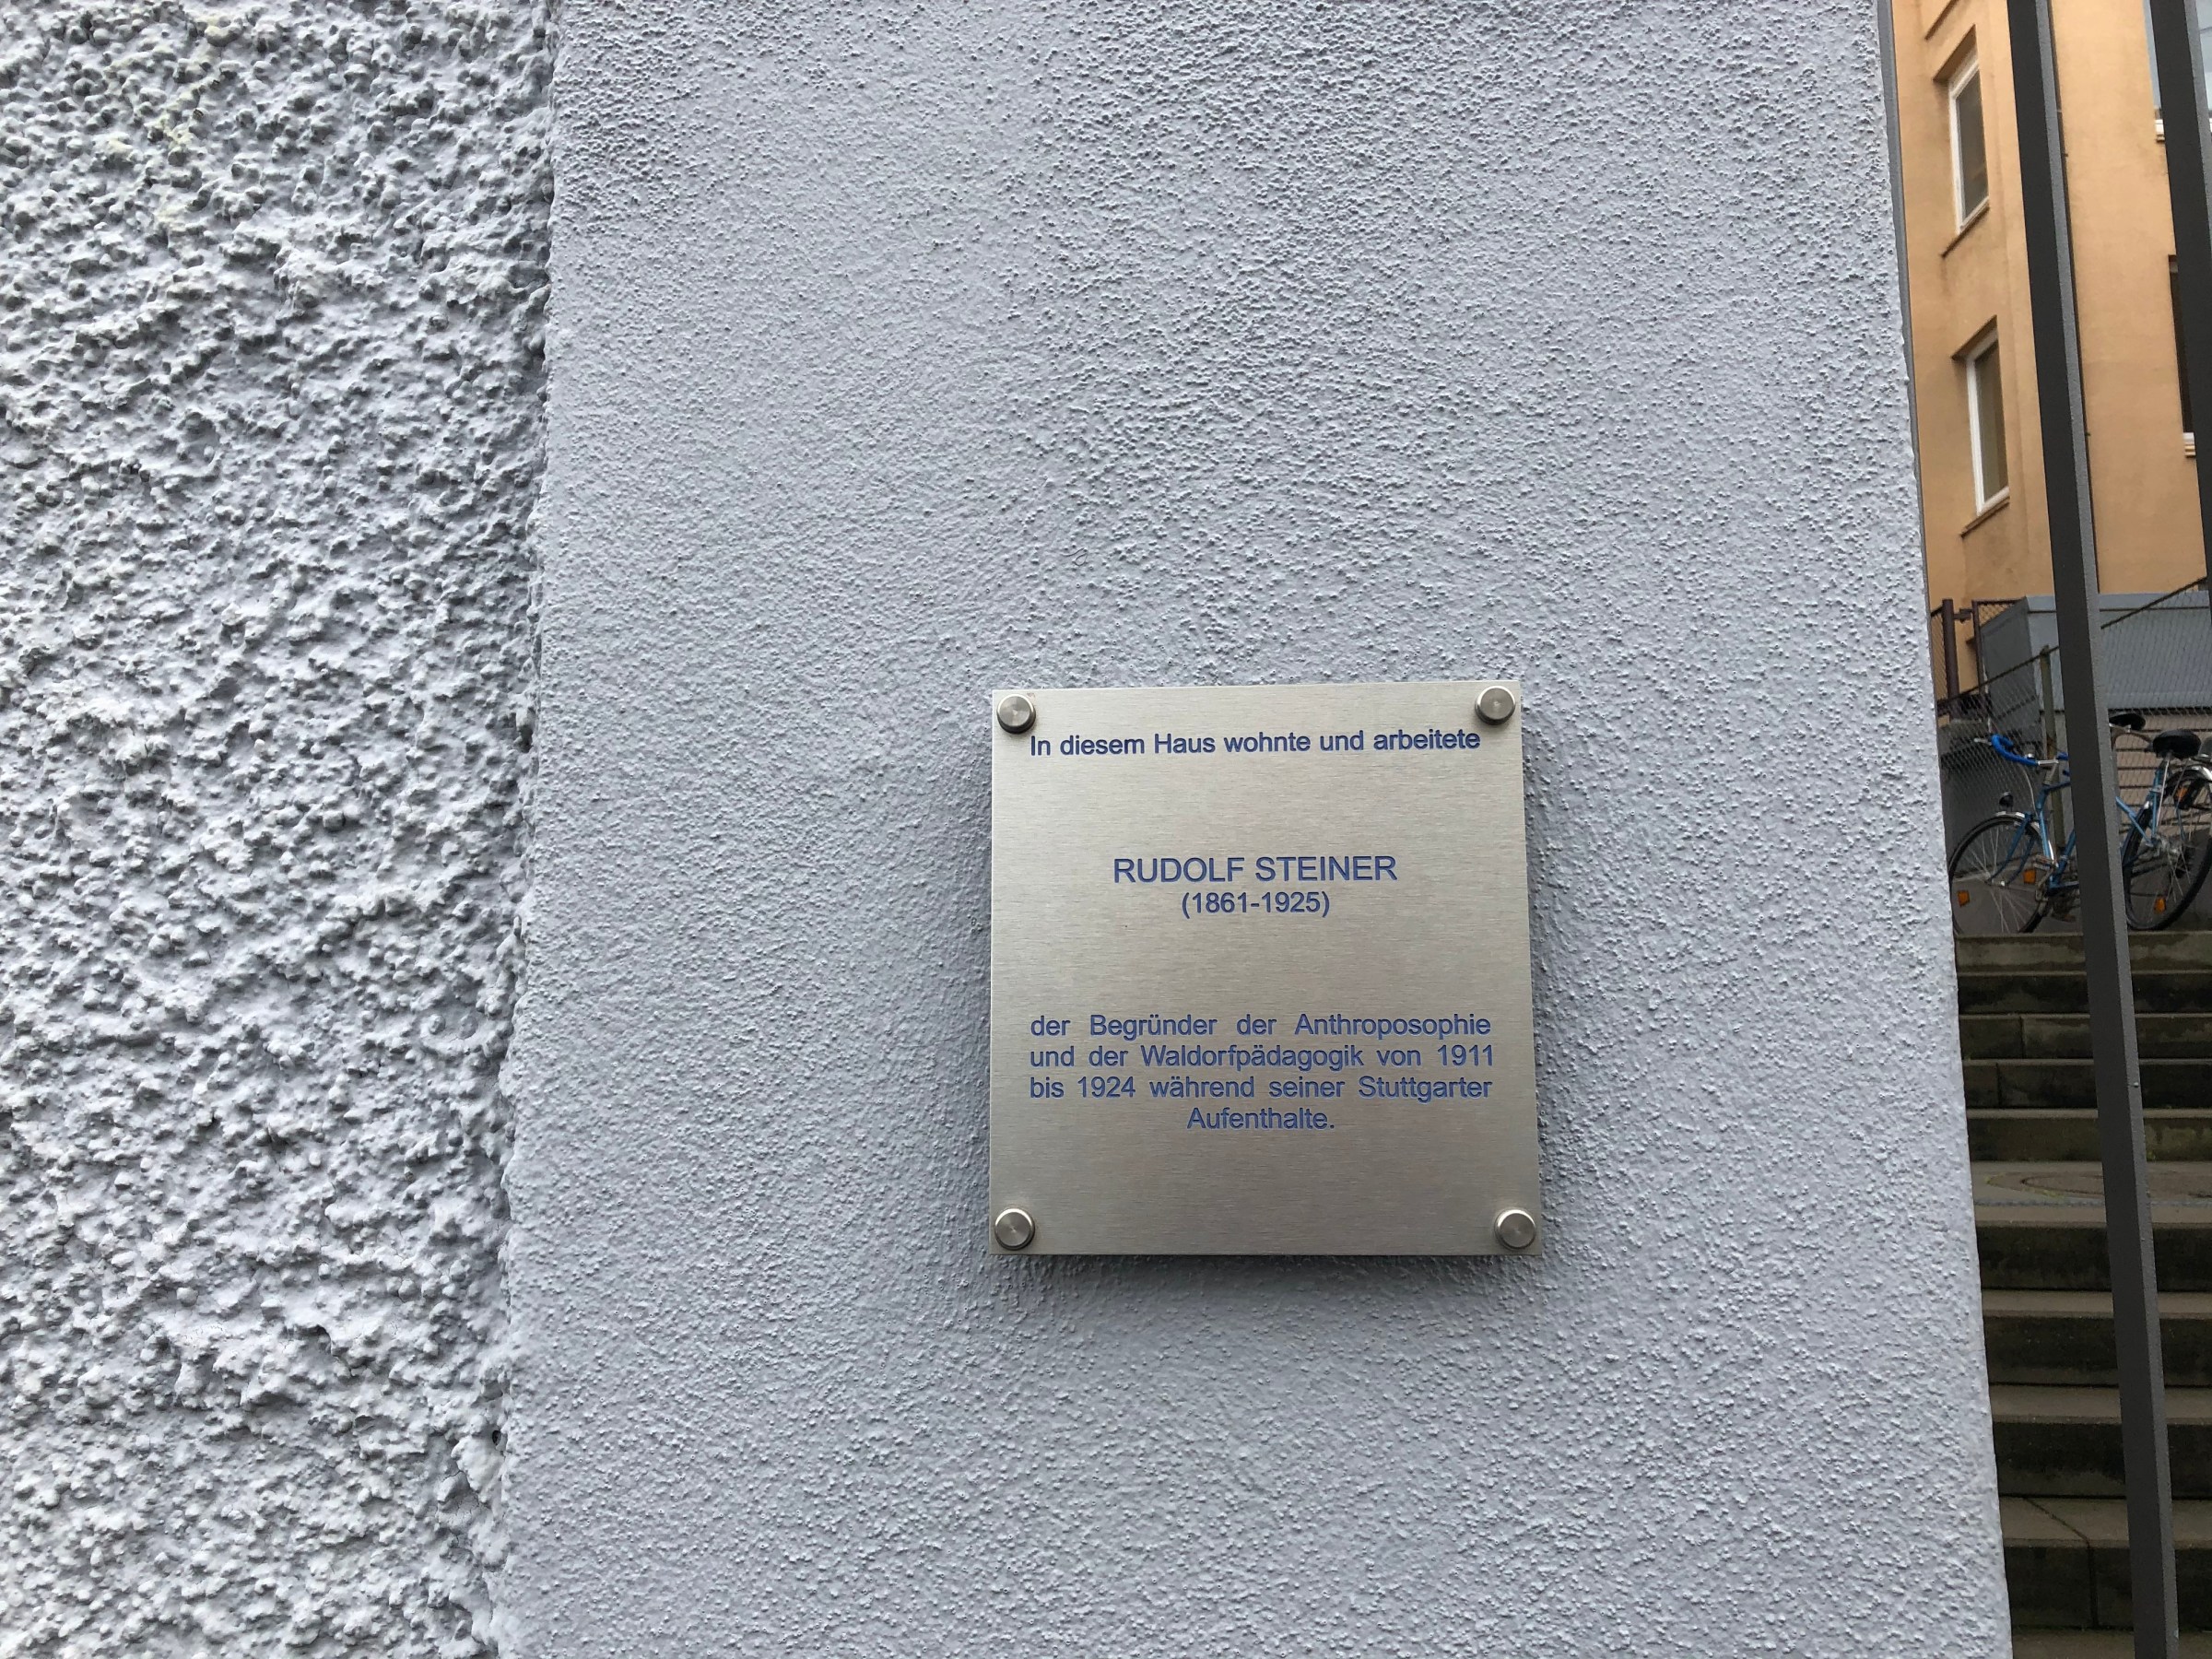 In diesem Haus wohnte und arbeitete
RUDOLF STEINER
(1861-1925)
der Begründer der Anthroposophie
und der Waldorfpädagogik von 1911
bis 1924 während seiner Stuttgarter
Aufenthalte.